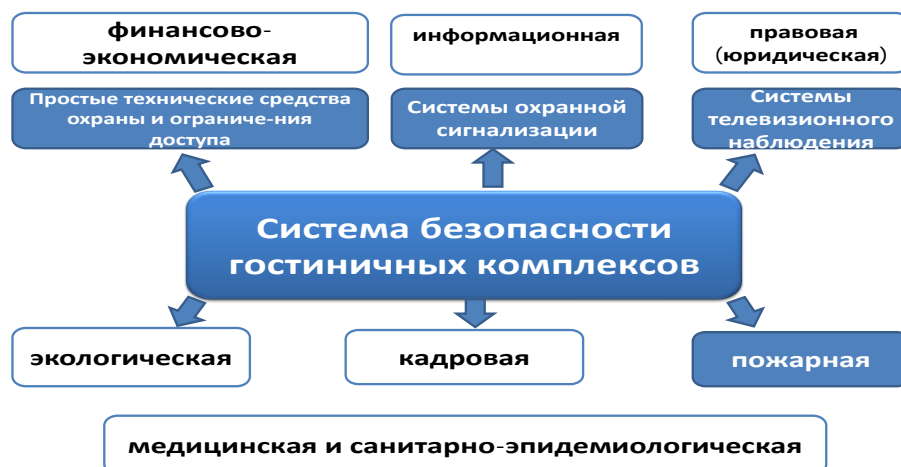 финансово-
экономическая
информационная
правовая
(юридическая)
Простые технические средства
охраны и ограниче-ния
доступа
Системы охранной
сигнализации
Системы
телевизионного
наблюдения
Система безопасности
гостиничных комплексов
экологическая
кадровая
пожарная
медицинская и санитарно-эпидемиологическая